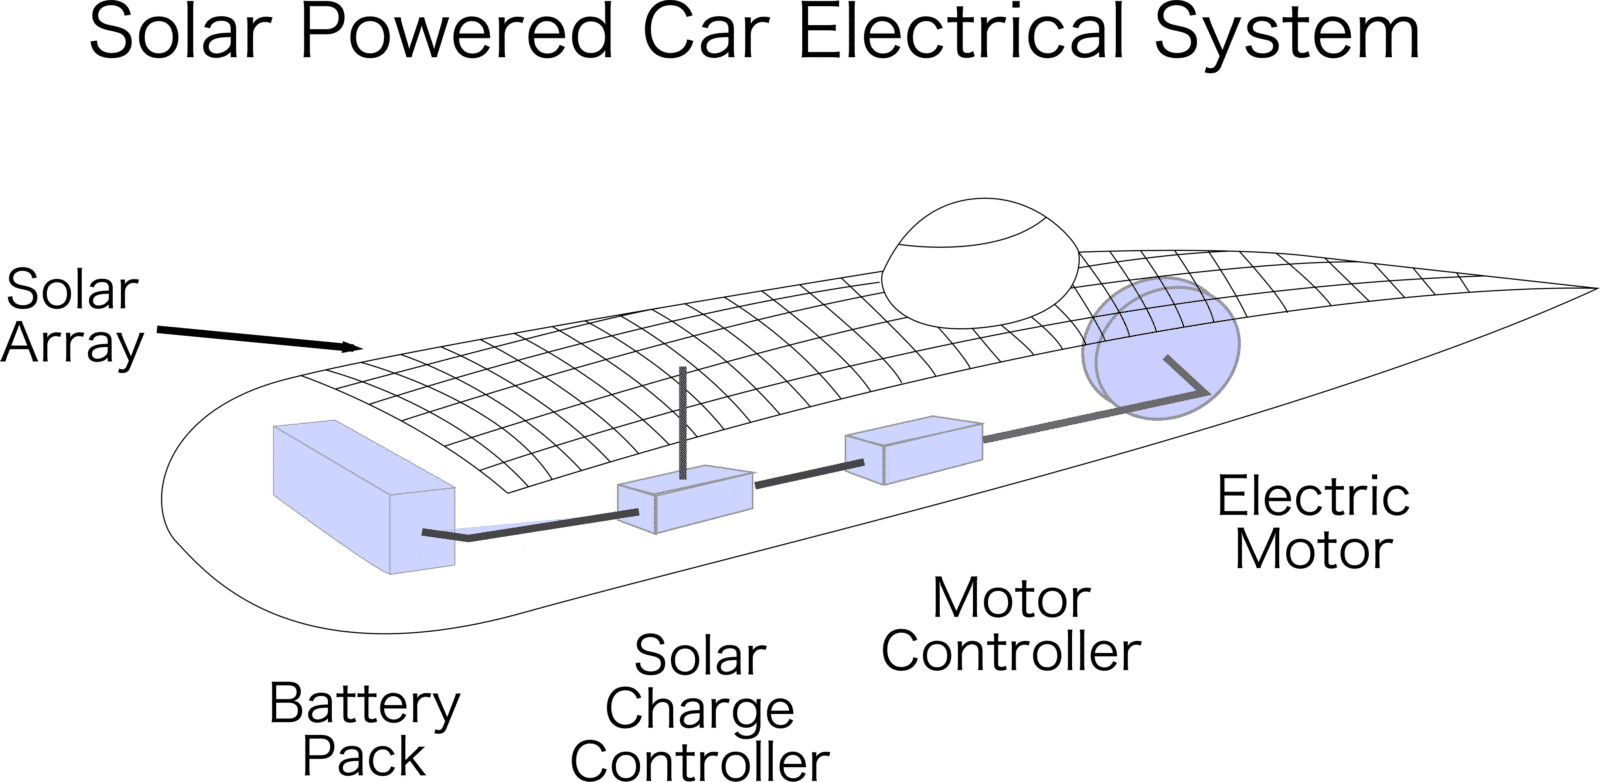 Solar Powered Car Electrical System
Solar
Array
Electric
Motor
Motor
Controller
Solar
Charge
Controller
Battery
Pack